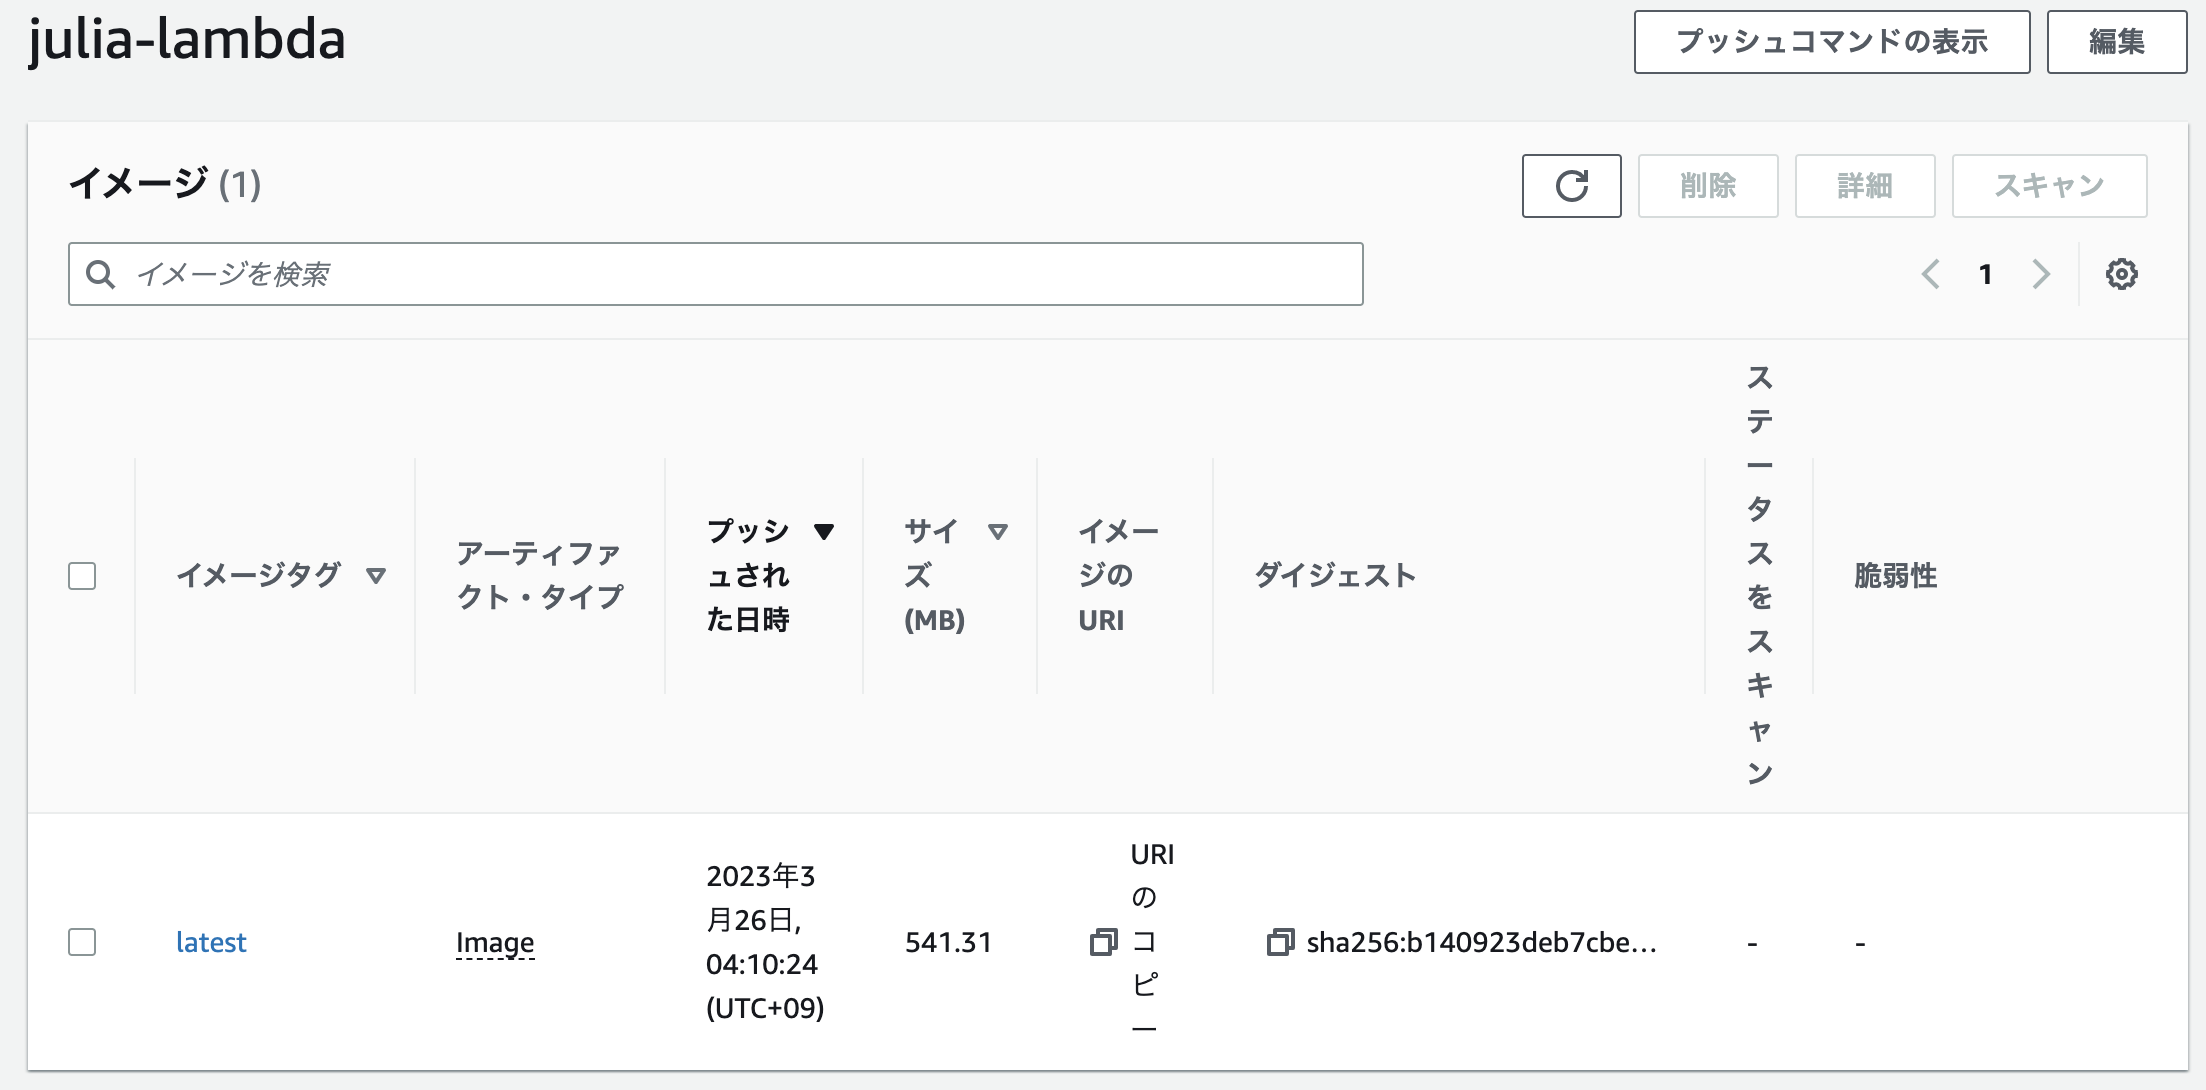 julia-lambda
プッシュコマンドの表示
編集
イメージ (1)
削除
詳細
スキャン
イメージを検索
1
イメージタグ
アーティファ
クト・タイプ
プッシ
ュされ
た日時
サイ
ズ
(MB)
イメー
ジの
URI
ダイジェスト
ス
テ
ー
タ
ス
を
ス
キ
ャ
ン
脆弱性
latest
Image
2023年3
月26日,
04:10:24
(UTC+09)
541.31
URI
の
コ
ピ
ー
sha256:b140923deb7cbe...
-
-